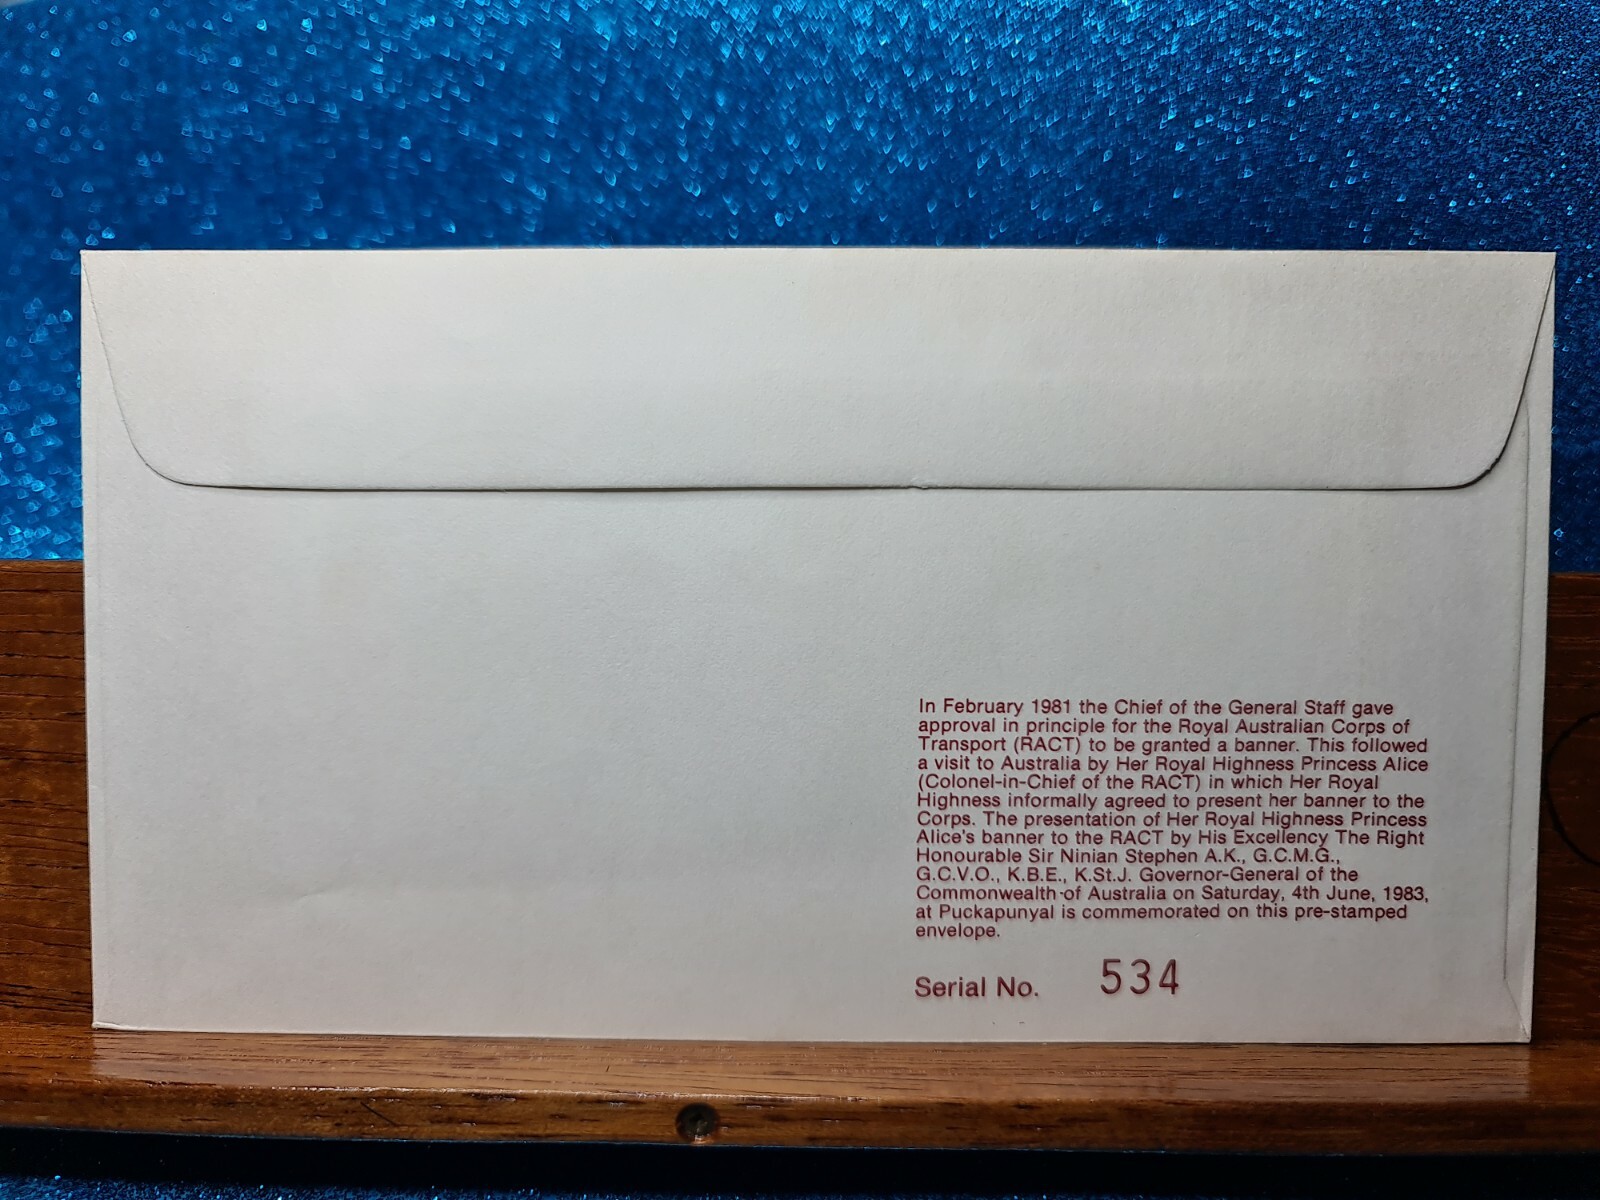 In February 1981 the Chief of the General Staff gave
approval in principle for the Royal Australian Corps of
Transport (RACT) to be granted a banner. This followed
a visit to Australia by Her Royal Highness Princess Alice
(Colonel-in-Chief of the RACT) in which Her Royal
Highness informally agreed to present her banner to the
Corps. The presentation of Her Royal Highness Princess
Alice's banner to the RACT by His Excellency The Right
Honourable Sir Ninian Stephen A.K., G.C.M.G.,
G.C.V.O., K.B.E., K.St.J. Governor-General of the
Commonwealth of Australia on Saturday, 4th June, 1983,
at Puckapunyal is commemorated on this pre-stamped
envelope.
Serial No. 534